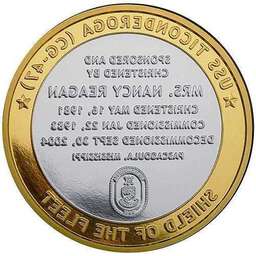 USS TICONDEROGA (CG-47)
SPONSORED AND
CHRISTENED BY
MRS. NANCY REAGAN
CHRISTENED MAY 16, 1981
COMMISSIONED JAN 22, 1983
DECOMMISSIONED SEPT 30, 2004
PASCAGOULA, MISSISSIPPI
SHIELD OF THE FLEET